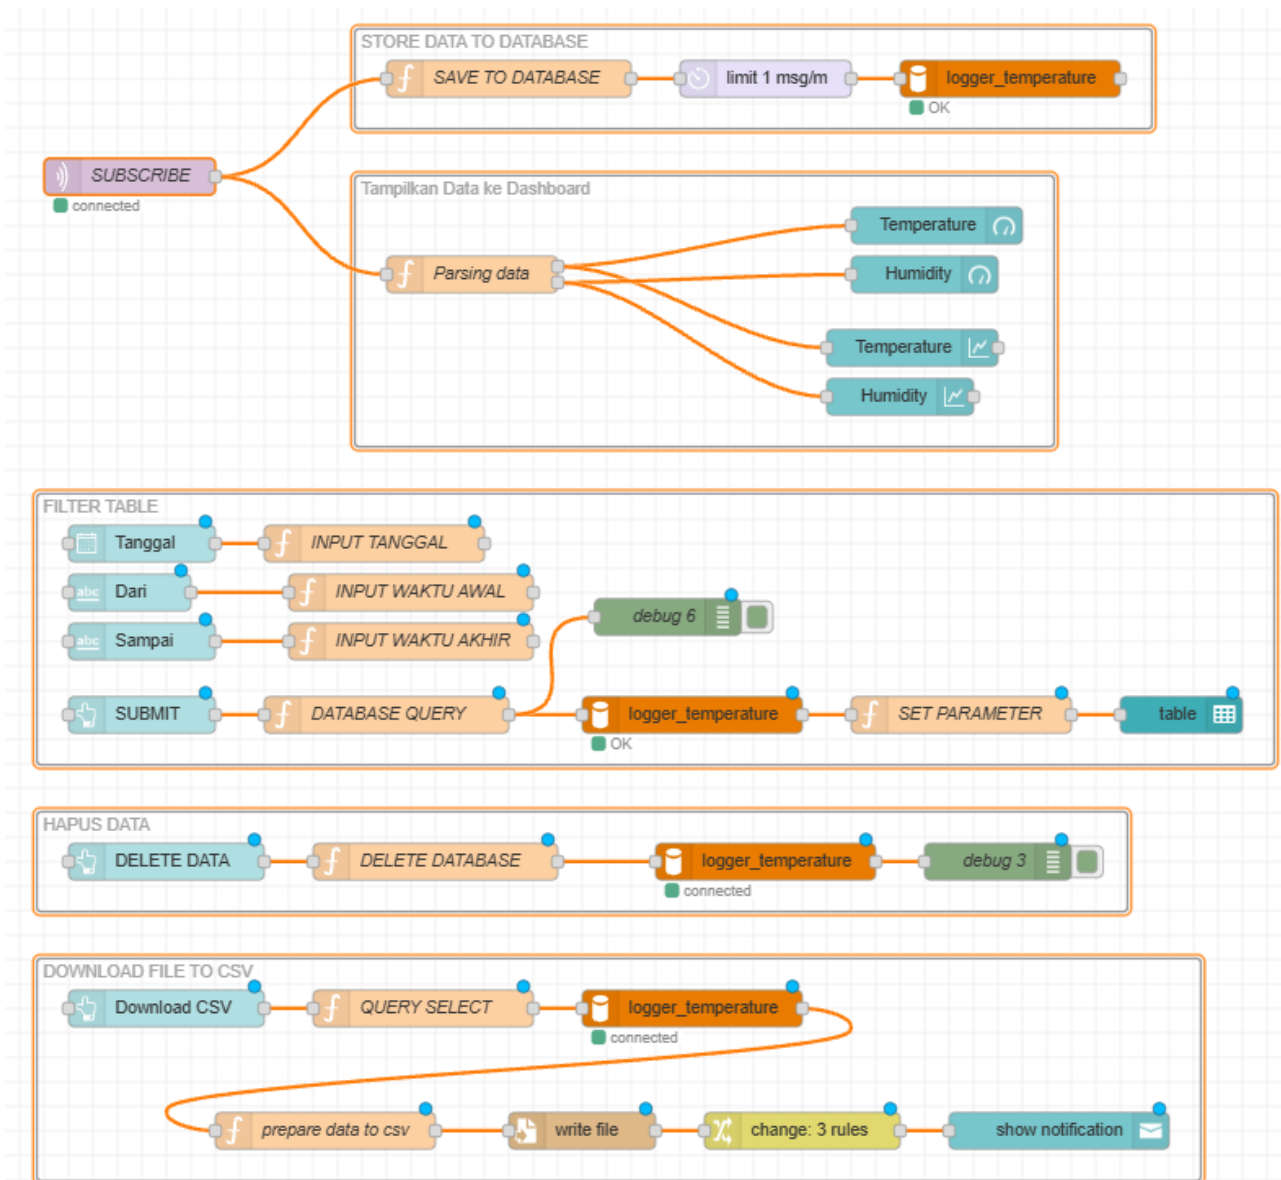 STORE DATA TO DATABASE
SAVE TO DATABASE
limit 1 msg/m
logger_temperature
OK
SUBSCRIBE
connected
Tampilkan Data ke Dashboard
Parsing data
Temperature
Humidity
Temperature
Humidity
FILTER TABLE
Tanggal
INPUT TANGGAL
abc
Dari
INPUT WAKTU AWAL
abc
Sampai
INPUT WAKTU AKHIR
debug 6
SUBMIT
DATABASE QUERY
logger_temperature
SET PARAMETER
table
OK
HAPUS DATA
DELETE DATA
DELETE DATABASE
logger_temperature
debug 3
connected
DOWNLOAD FILE TO CSV
Download CSV
QUERY SELECT
logger_temperature
connected
prepare data to csv
write file
change: 3 rules
show notification